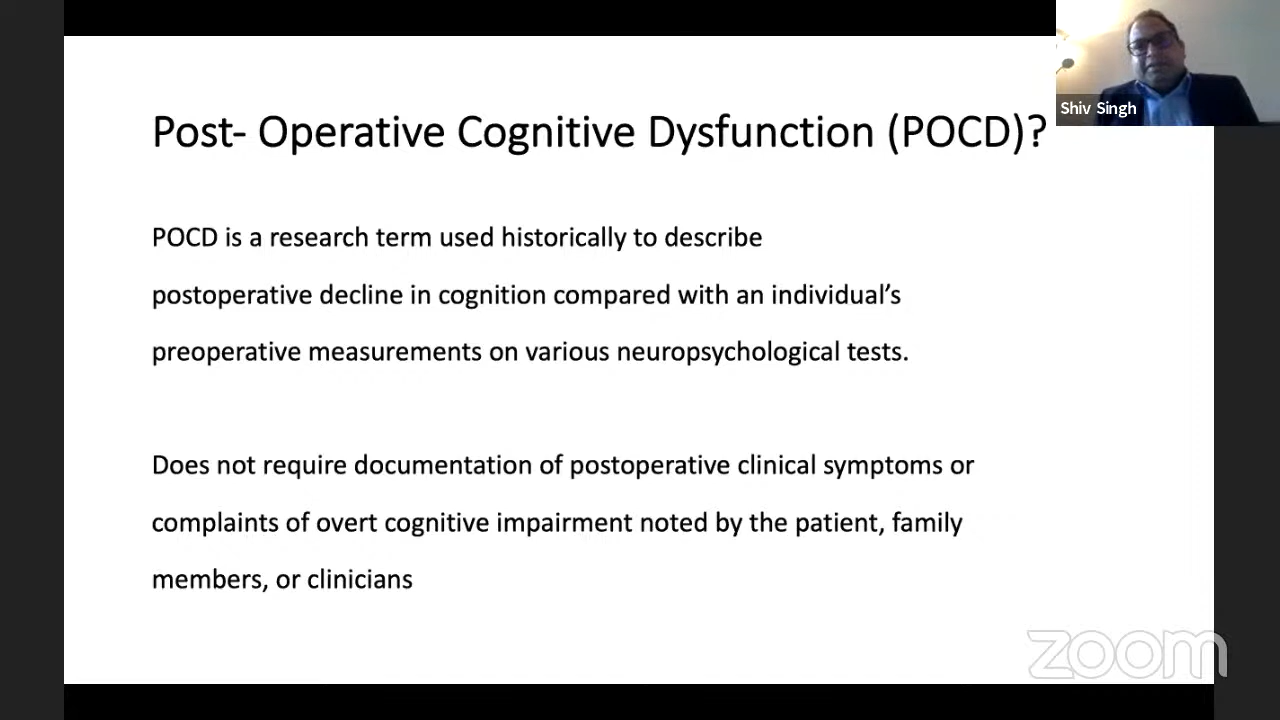 Shiv Singh
Post- Operative Cognitive Dysfunction (POCD)?
POCD is a research term used historically to describe
postoperative decline in cognition compared with an individual’s
preoperative measurements on various neuropsychological tests.
Does not require documentation of postoperative clinical symptoms or
complaints of overt cognitive impairment noted by the patient, family
members, or clinicians
zoom